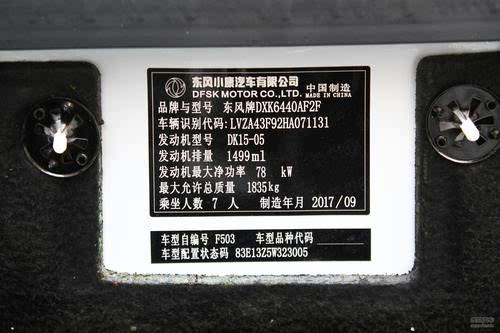 东风小康汽车有限公司 中国制造
DFSK MOTOR CO.,LTD. MADE IN CHINA
品牌与型号 东风牌DXK6440AF2F
车辆识别代码: LVZA43F92HA071131
发动机型号 DK15-05
发动机排量 1499ml
发动机最大净功率 78 kW
最大允许总质量 1835kg
乘坐人数 7 人 制造年月 2017/09
车型自编号 F503 车型品种代码
车型配置状态码 83E13Z5W323005